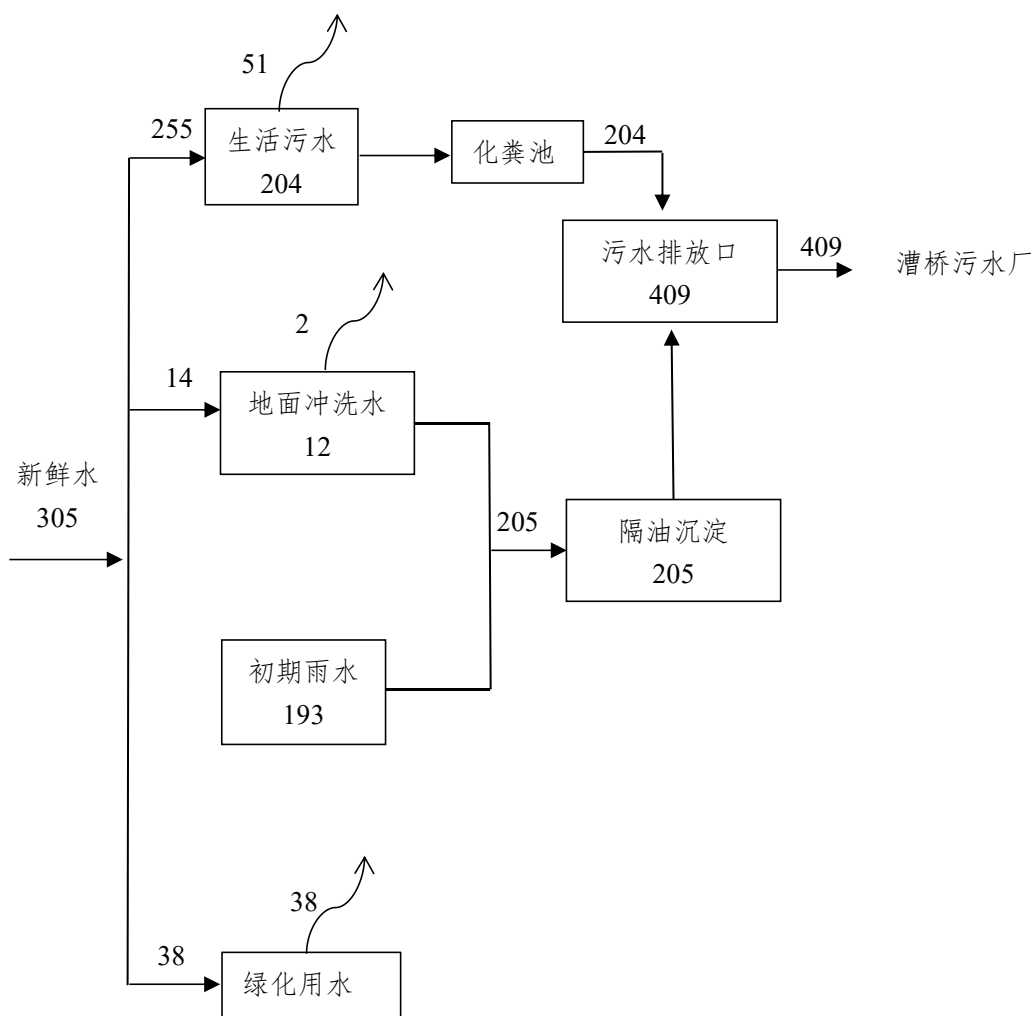 51
255
生活污水
204
化粪池
204
污水排放口
409
409
漕桥污水厂
2
14
地面冲洗水
12
新鲜水
305
205
隔油沉淀
205
初期雨水
193
38
38
绿化用水